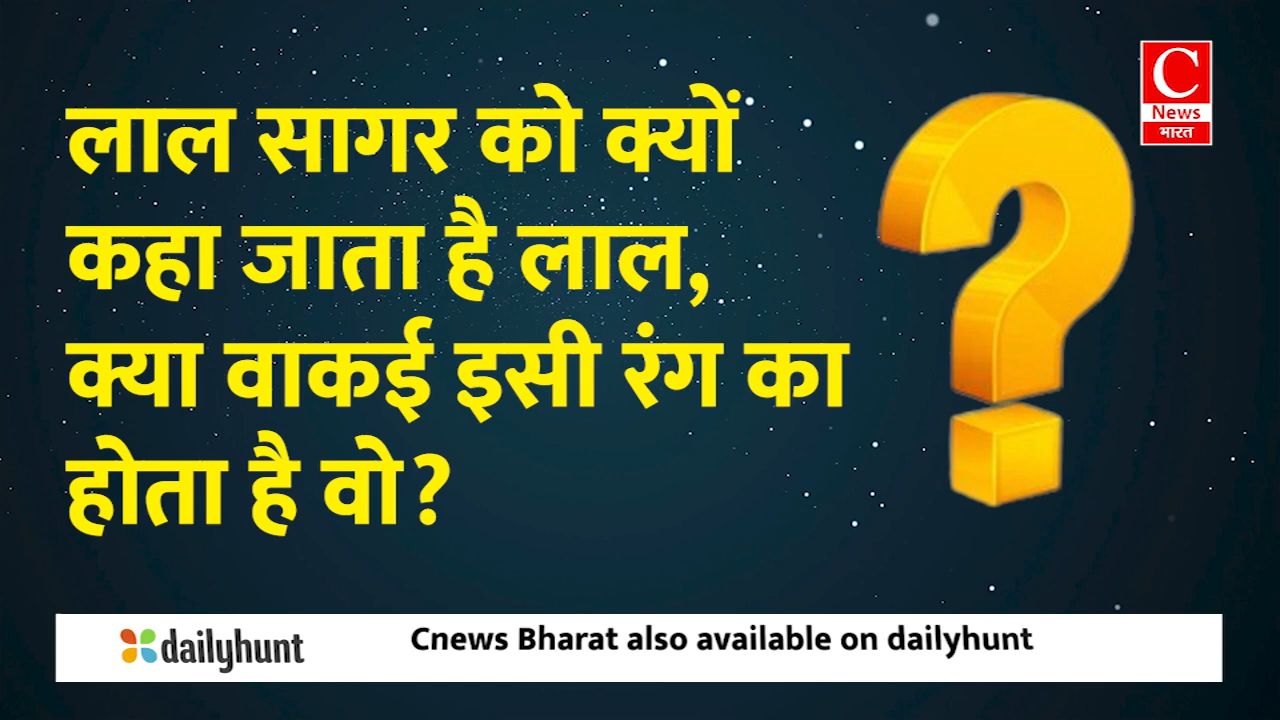 लाल सागर को क्यों
कहा जाता है लाल,
क्या वाकई इसी रंग का
होता है वो?
C
News
भारत
dailyhunt
Cnews Bharat also available on dailyhunt